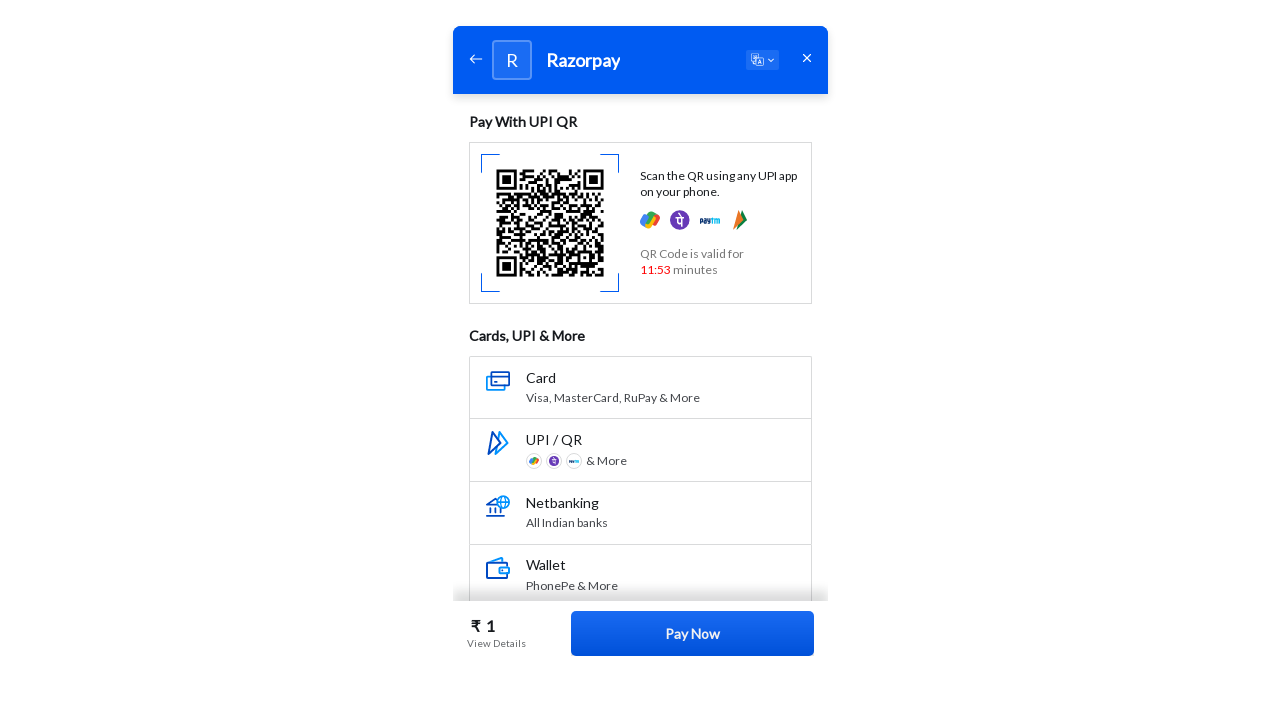 R
Razorpay
Pay With UPI QR
Scan the QR using any UPI app
on your phone.
paytm
QR Code is valid for
11:53 minutes
Cards, UPI & More
Card
Visa, MasterCard, RuPay & More
UPI / QR
& More
Netbanking
All Indian banks
Wallet
PhonePe & More
₹ 1
View Details
Pay Now